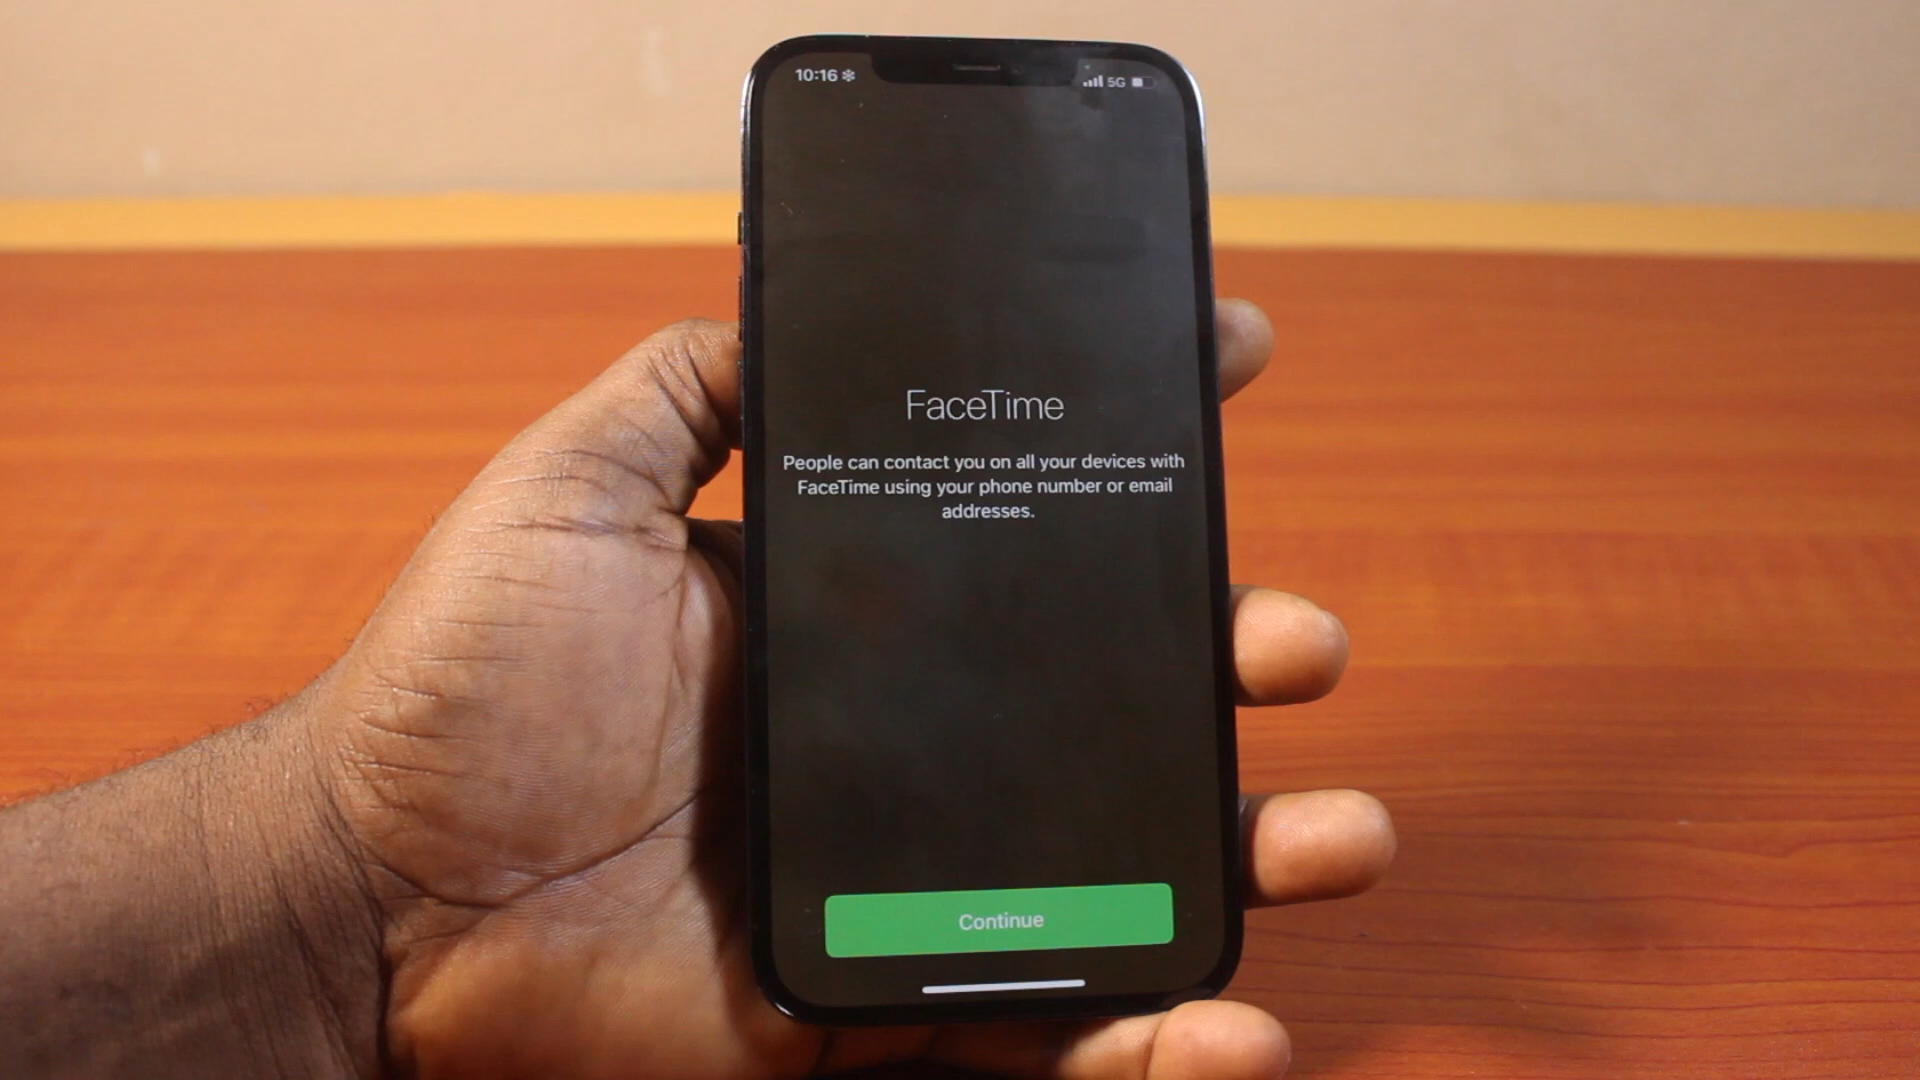 10:16 ❄ 5G
FaceTime
People can contact you on all your devices with
FaceTime using your phone number or email
addresses.
Continue